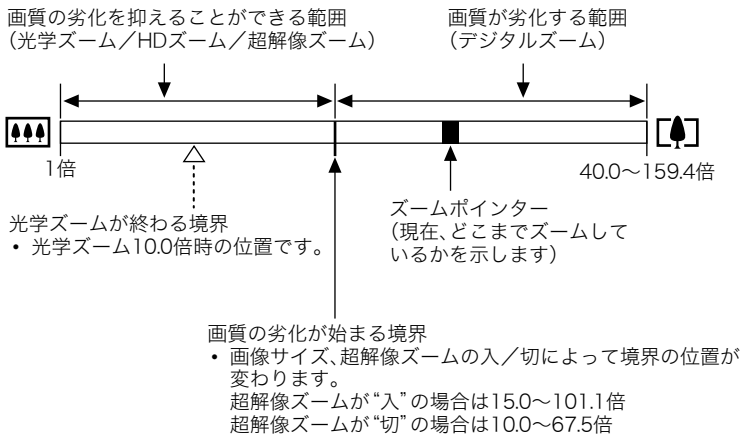 画質の劣化を抑えることができる範囲
（光学ズーム／HDズーム／超解像ズーム）
画質が劣化する範囲
（デジタルズーム）
1倍
40.0～159.4倍
光学ズームが終わる境界
• 光学ズーム10.0倍時の位置です。
ズームポインター
（現在、どこまでズームして
いるかを示します）
画質の劣化が始まる境界
• 画像サイズ、超解像ズームの入／切によって境界の位置が
変わります。
超解像ズームが“入”の場合は15.0～101.1倍
超解像ズームが“切”の場合は10.0～67.5倍